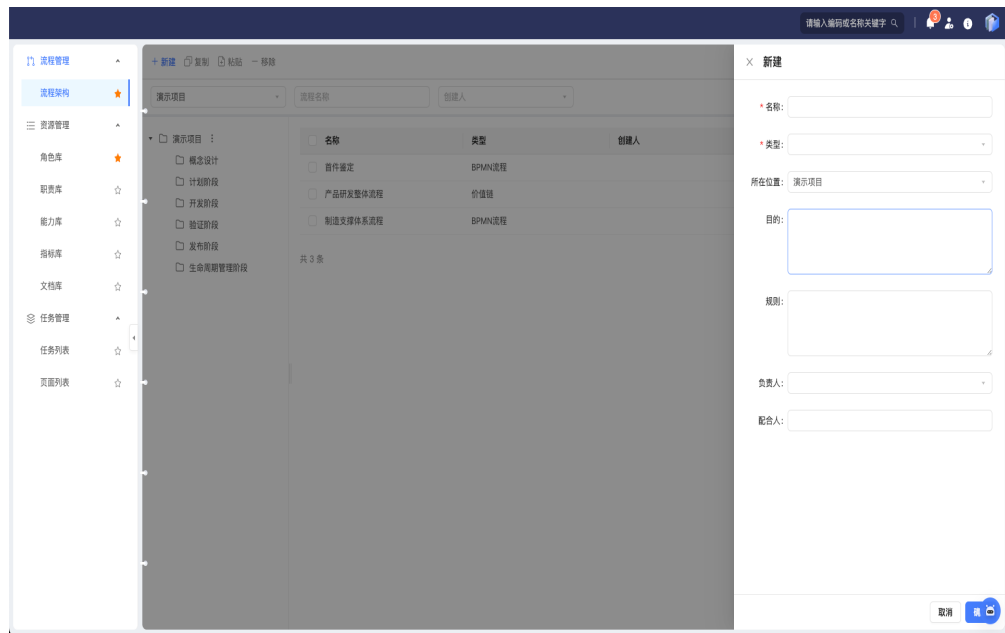 请输入编码或名称关键字
3
流程管理
流程架构
资源管理
角色库
职责库
能力库
指标库
文档库
任务管理
任务列表
页面列表
+ 新建 复制 粘贴 － 移除
演示项目 流程名称 创建人
演示项目
概念设计
计划阶段
开发阶段
验证阶段
发布阶段
生命周期管理阶段
名称 类型 创建人
首件鉴定 BPMN流程
产品研发整体流程 价值链
制造支撑体系流程 BPMN流程
共 3 条
新建
* 名称:
* 类型:
所在位置: 演示项目
目的:
规则:
负责人:
配合人:
取消 确